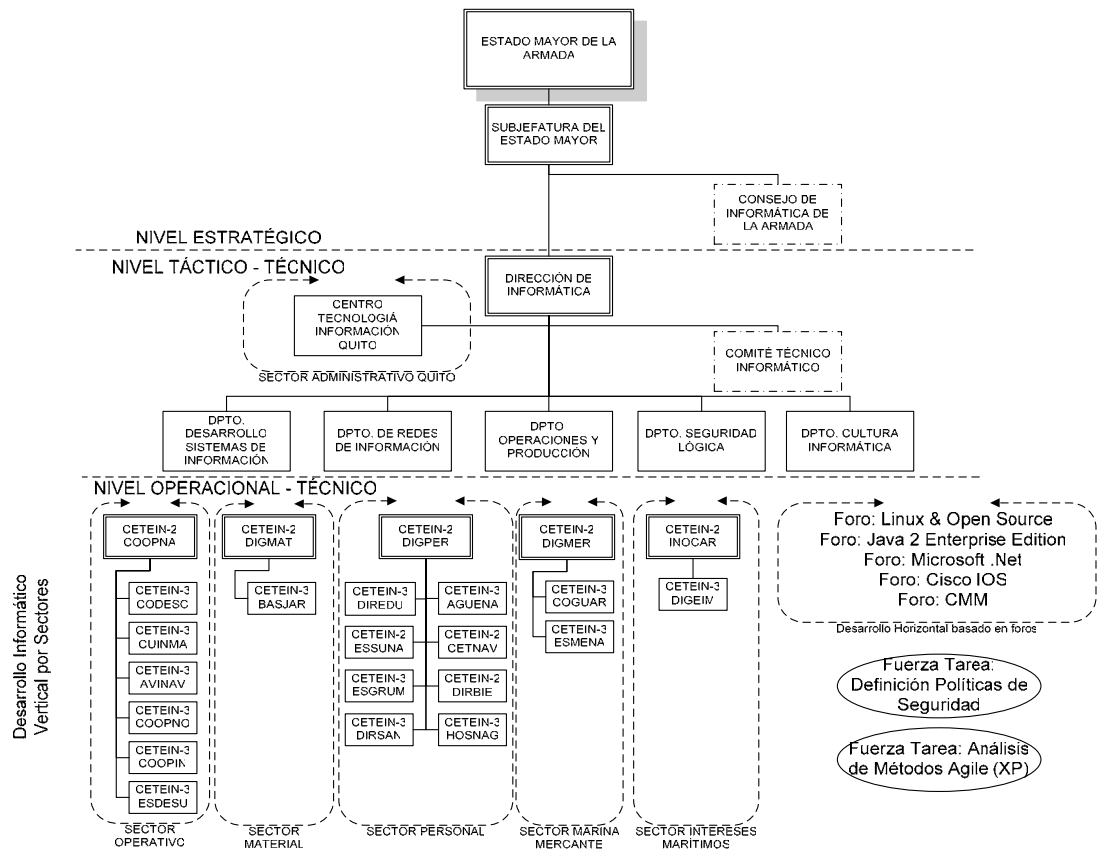 ESTADO MAYOR DE LA
ARMADA
SUBJEFATURA DEL
ESTADO MAYOR
CONSEJO DE
INFORMÁTICA DE
LA ARMADA
NIVEL ESTRATÉGICO
NIVEL TÁCTICO - TÉCNICO
DIRECCIÓN DE
INFORMÁTICA
CENTRO
TECNOLOGIÁ
INFORMACIÓN
QUITO
SECTOR ADMINISTRATIVO QUITO
COMITÉ TÉCNICO
INFORMÁTICO
DPTO.
DESARROLLO
SISTEMAS DE
INFORMACIÓN
DPTO. DE REDES
DE INFORMACIÓN
DPTO
OPERACIONES Y
PRODUCCIÓN
DPTO. SEGURIDAD
LÓGICA
DPTO. CULTURA
INFORMÁTICA
NIVEL OPERACIONAL - TÉCNICO
Desarrollo Informático
Vertical por Sectores
CETEIN-2
COOPNA
CETEIN-3
CODESC
CETEIN-3
CUINMA
CETEIN-3
AVINAV
CETEIN-3
COOPNO
CETEIN-3
COOPIN
CETEIN-3
ESDESU
SECTOR
OPERATIVO
CETEIN-2
DIGMAT
CETEIN-3
BASJAR
SECTOR
MATERIAL
CETEIN-2
DIGPER
CETEIN-3
DIREDU
CETEIN-3
AGUENA
CETEIN-2
ESSUNA
CETEIN-2
CETNAV
CETEIN-3
ESGRUM
CETEIN-2
DIRBIE
CETEIN-3
DIRSAN
CETEIN-3
HOSNAG
SECTOR PERSONAL
CETEIN-2
DIGMER
CETEIN-3
COGUAR
CETEIN-3
ESMENA
SECTOR MARINA
MERCANTE
CETEIN-2
INOCAR
CETEIN-3
DIGEIM
SECTOR INTERESES
MARÍTIMOS
Foro: Linux & Open Source
Foro: Java 2 Enterprise Edition
Foro: Microsoft .Net
Foro: Cisco IOS
Foro: CMM
Desarrollo Horizontal basado en foros
Fuerza Tarea:
Definición Políticas de
Seguridad
Fuerza Tarea: Análisis
de Métodos Agile (XP)